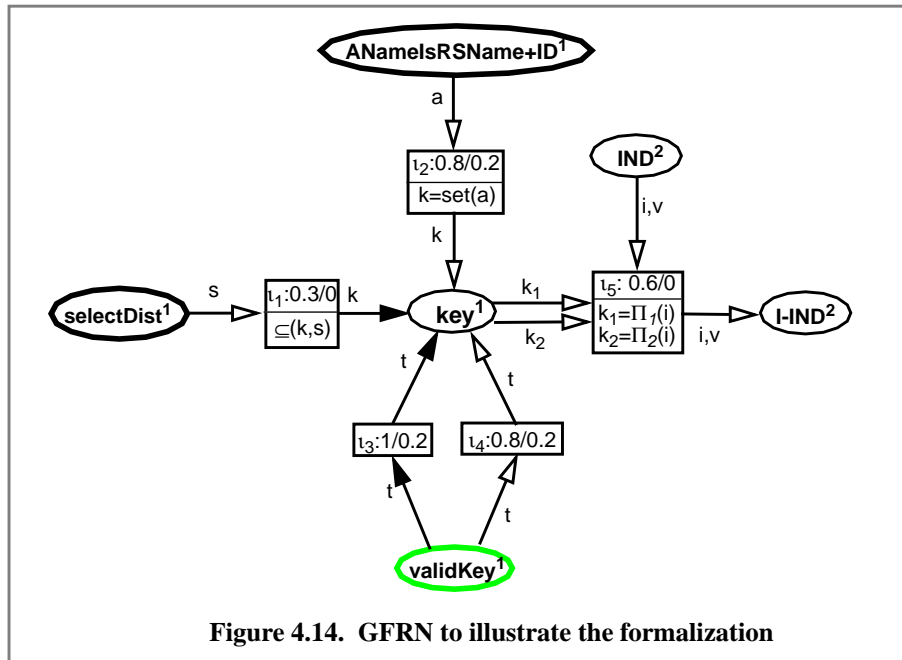 ANameIsRSName+ID¹
a
ι₂:0.8/0.2
k=set(a)
k
IND²
i,v
selectDist¹
s
ι₁:0.3/0
⊆(k,s)
k
key¹
k₁
k₂
ι₅: 0.6/0
k₁=Π₁(i)
k₂=Π₂(i)
i,v
I-IND²
t
t
ι₃:1/0.2
ι₄:0.8/0.2
t
t
validKey¹
Figure 4.14. GFRN to illustrate the formalization